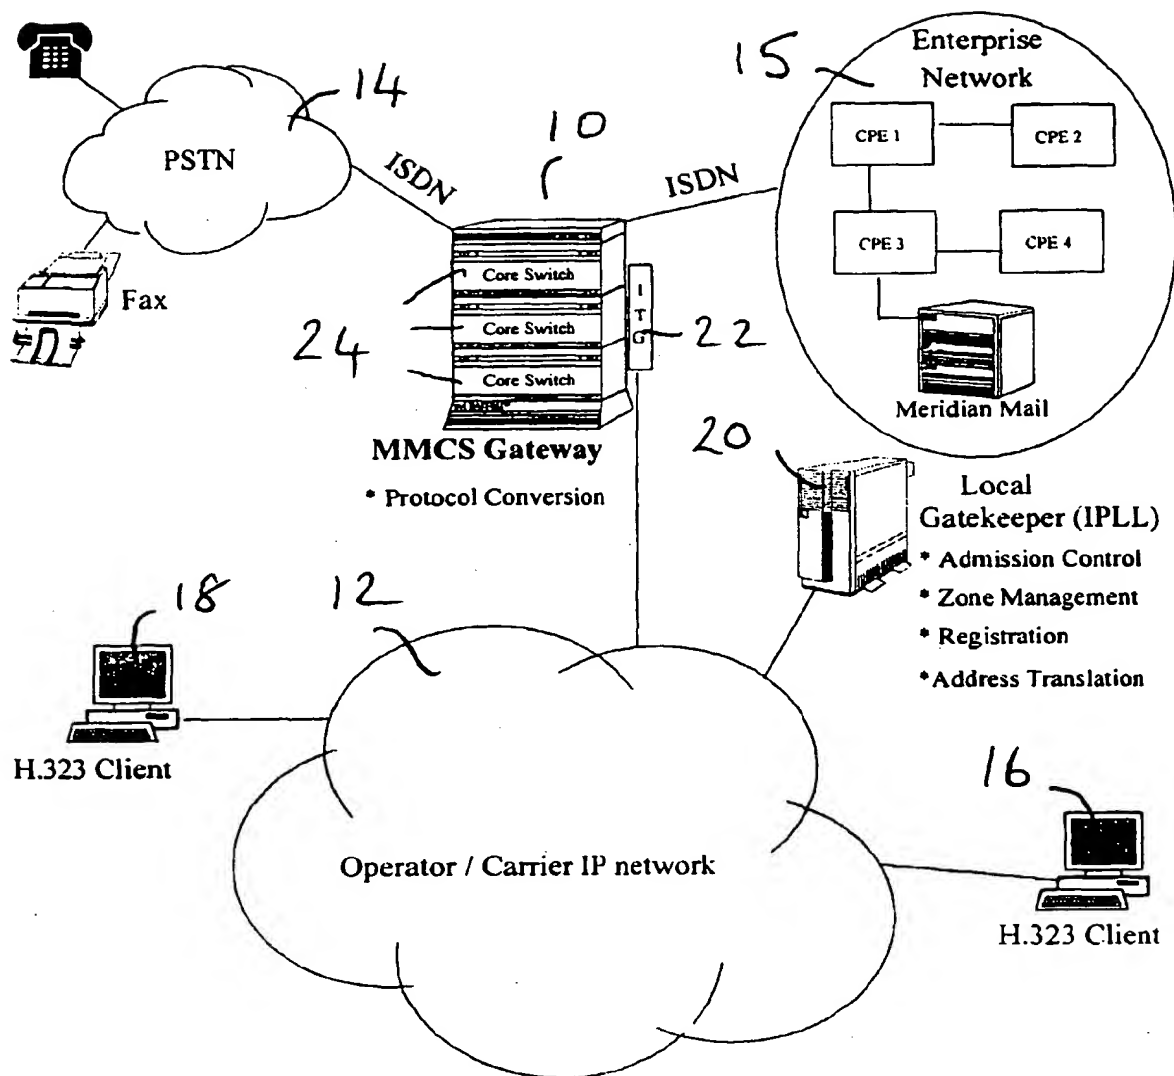 14
PSTN
ISDN
10
ISDN
15
Enterprise
Network
CPE 1
CPE 2
CPE 3
CPE 4
Meridian Mail
Fax
24
Core Switch
Core Switch
Core Switch
I
T
G
22
MMCS Gateway
* Protocol Conversion
20
Local
Gatekeeper (IPLL)
* Admission Control
* Zone Management
* Registration
*Address Translation
18
H.323 Client
12
Operator / Carrier IP network
16
H.323 Client